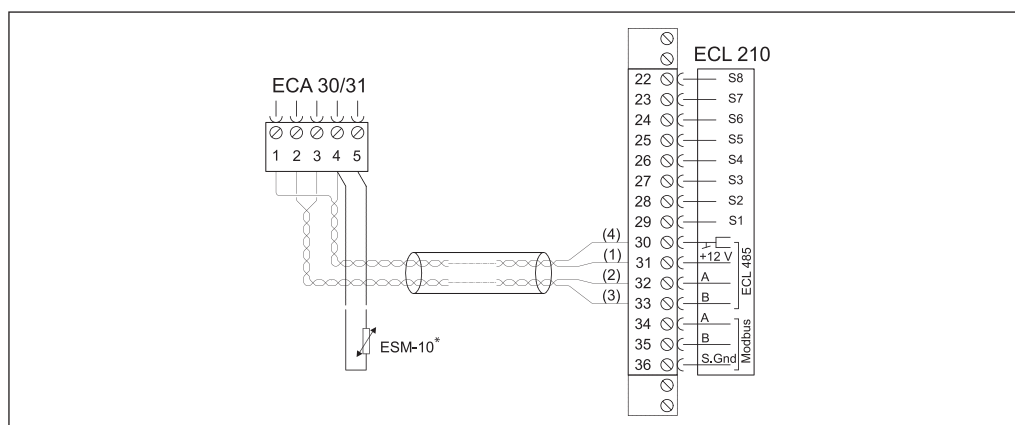 ECL 210
ECA 30/31
1 2 3 4 5
22 S8
23 S7
24 S6
25 S5
26 S4
27 S3
28 S2
29 S1
(4) 30
(1) 31 +12 V
(2) 32 A
(3) 33 B
ECL 485
34 A
35 B
36 S.Gnd
Modbus
ESM-10*